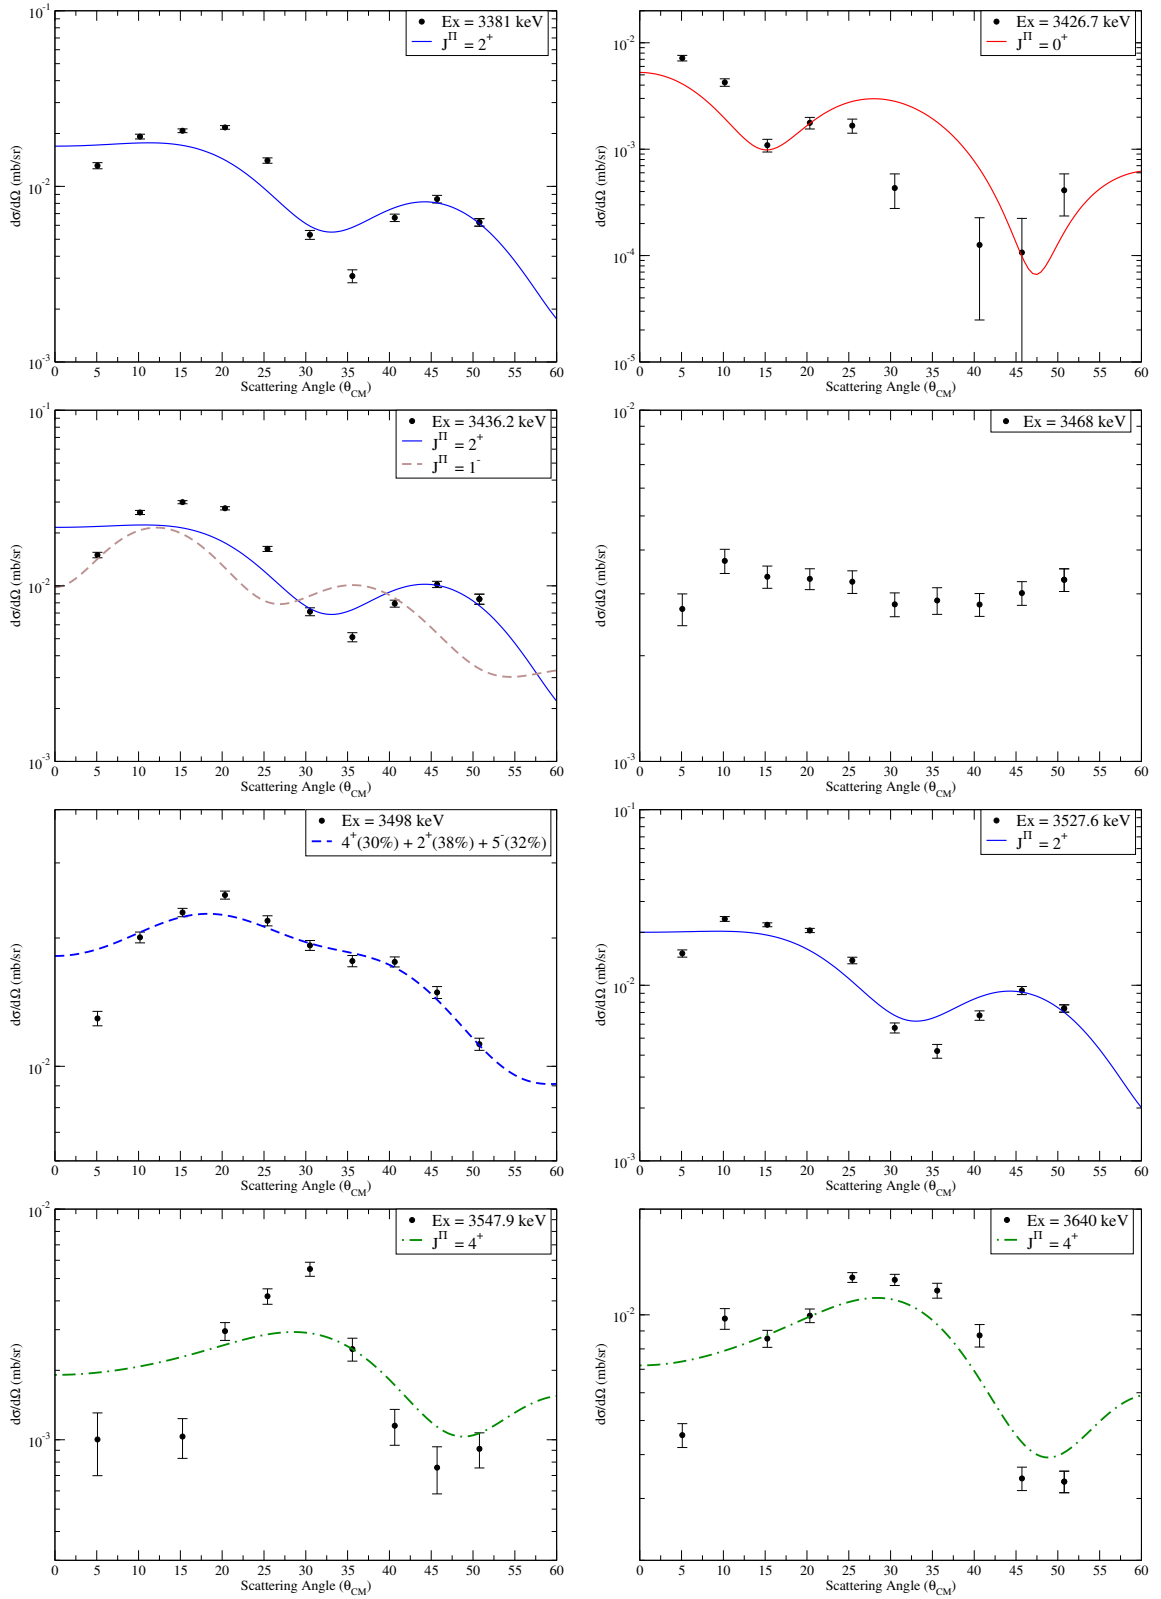 10^-1
Ex = 3381 keV
J^Π = 2^+
dσ/dΩ (mb/sr)
10^-2
10^-3
0 5 10 15 20 25 30 35 40 45 50 55 60
Scattering Angle (θ_CM)
Ex = 3426.7 keV
J^Π = 0^+
10^-2
dσ/dΩ (mb/sr)
10^-3
10^-4
10^-5
0 5 10 15 20 25 30 35 40 45 50 55 60
Scattering Angle (θ_CM)
10^-1
Ex = 3436.2 keV
J^Π = 2^+
J^Π = 1^-
dσ/dΩ (mb/sr)
10^-2
10^-3
0 5 10 15 20 25 30 35 40 45 50 55 60
Scattering Angle (θ_CM)
10^-2
Ex = 3468 keV
dσ/dΩ (mb/sr)
10^-3
0 5 10 15 20 25 30 35 40 45 50 55 60
Scattering Angle (θ_CM)
Ex = 3498 keV
4^+(30%) + 2^+(38%) + 5^-(32%)
dσ/dΩ (mb/sr)
10^-2
0 5 10 15 20 25 30 35 40 45 50 55 60
Scattering Angle (θ_CM)
10^-1
Ex = 3527.6 keV
J^Π = 2^+
dσ/dΩ (mb/sr)
10^-2
10^-3
0 5 10 15 20 25 30 35 40 45 50 55 60
Scattering Angle (θ_CM)
10^-2
Ex = 3547.9 keV
J^Π = 4^+
dσ/dΩ (mb/sr)
10^-3
0 5 10 15 20 25 30 35 40 45 50 55 60
Scattering Angle (θ_CM)
Ex = 3640 keV
J^Π = 4^+
10^-2
dσ/dΩ (mb/sr)
0 5 10 15 20 25 30 35 40 45 50 55 60
Scattering Angle (θ_CM)